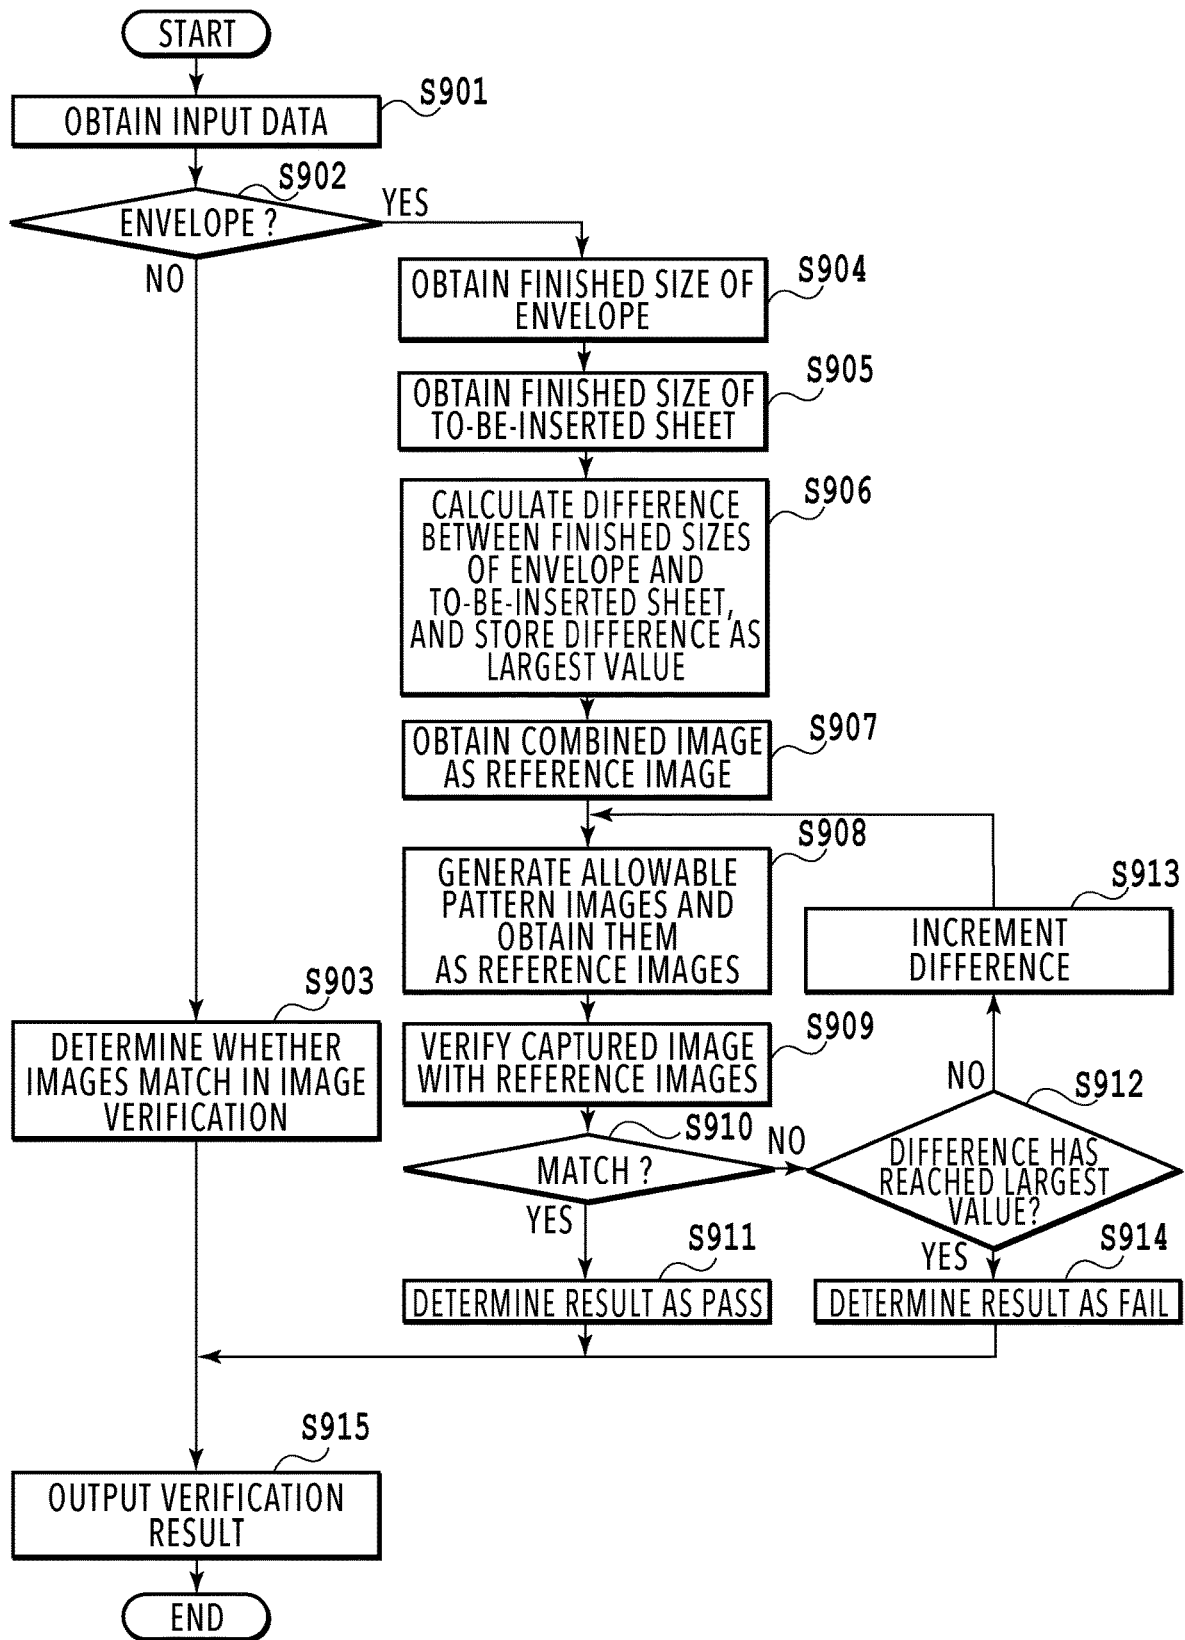 START
S901
OBTAIN INPUT DATA
S902
ENVELOPE ?
YES
NO
S904
OBTAIN FINISHED SIZE OF
ENVELOPE
S905
OBTAIN FINISHED SIZE OF
TO-BE-INSERTED SHEET
S906
CALCULATE DIFFERENCE
BETWEEN FINISHED SIZES
OF ENVELOPE AND
TO-BE-INSERTED SHEET,
AND STORE DIFFERENCE AS
LARGEST VALUE
S907
OBTAIN COMBINED IMAGE
AS REFERENCE IMAGE
S908
GENERATE ALLOWABLE
PATTERN IMAGES AND
OBTAIN THEM
AS REFERENCE IMAGES
S913
INCREMENT
DIFFERENCE
S903
DETERMINE WHETHER
IMAGES MATCH IN IMAGE
VERIFICATION
S909
VERIFY CAPTURED IMAGE
WITH REFERENCE IMAGES
S910
MATCH ?
NO
YES
S912
NO
DIFFERENCE HAS
REACHED LARGEST
VALUE?
YES
S911
DETERMINE RESULT AS PASS
S914
DETERMINE RESULT AS FAIL
S915
OUTPUT VERIFICATION
RESULT
END